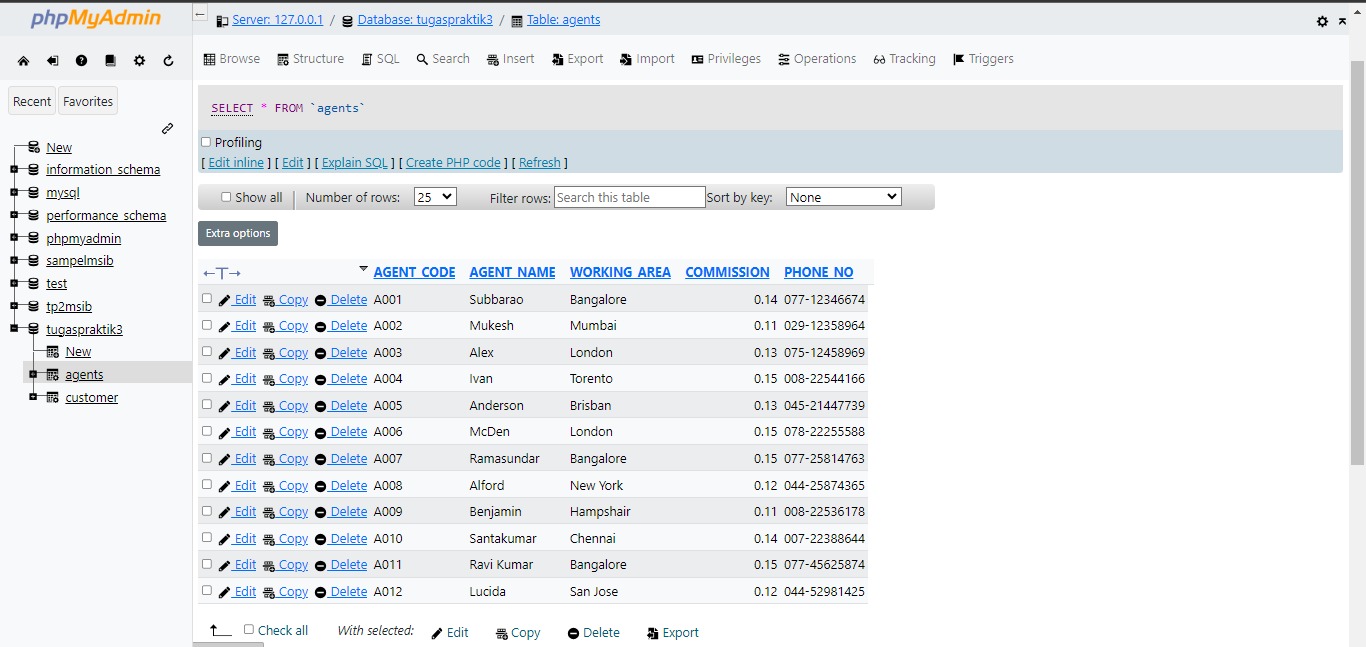 phpMyAdmin
Recent Favorites
New
information_schema
mysql
performance_schema
phpmyadmin
sampelmsib
test
tp2msib
tugaspraktik3
New
agents
customer
Server: 127.0.0.1 / Database: tugaspraktik3 / Table: agents
Browse Structure SQL Search Insert Export Import Privileges Operations Tracking Triggers
SELECT * FROM `agents`
Profiling
[ Edit inline ] [ Edit ] [ Explain SQL ] [ Create PHP code ] [ Refresh ]
Show all Number of rows: 25 Filter rows: Search this table Sort by key: None
Extra options
←T→ AGENT_CODE AGENT_NAME WORKING_AREA COMMISSION PHONE_NO
Edit Copy Delete A001 Subbarao Bangalore 0.14 077-12346674
Edit Copy Delete A002 Mukesh Mumbai 0.11 029-12358964
Edit Copy Delete A003 Alex London 0.13 075-12458969
Edit Copy Delete A004 Ivan Torento 0.15 008-22544166
Edit Copy Delete A005 Anderson Brisban 0.13 045-21447739
Edit Copy Delete A006 McDen London 0.15 078-22255588
Edit Copy Delete A007 Ramasundar Bangalore 0.15 077-25814763
Edit Copy Delete A008 Alford New York 0.12 044-25874365
Edit Copy Delete A009 Benjamin Hampshair 0.11 008-22536178
Edit Copy Delete A010 Santakumar Chennai 0.14 007-22388644
Edit Copy Delete A011 Ravi Kumar Bangalore 0.15 077-45625874
Edit Copy Delete A012 Lucida San Jose 0.12 044-52981425
Check all With selected: Edit Copy Delete Export